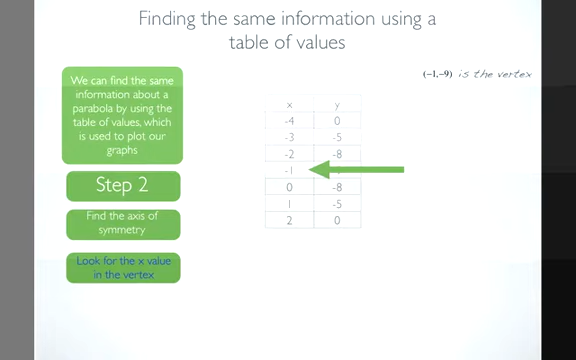 Finding the same information using a
table of values
(-1,-9) is the vertex
We can find the same
information about a
parabola by using the
table of values, which
is used to plot our
graphs
Step 2
Find the axis of
symmetry
Look for the x value
in the vertex
x y
-4 0
-3 -5
-2 -8
-1
0 -8
1 -5
2 0